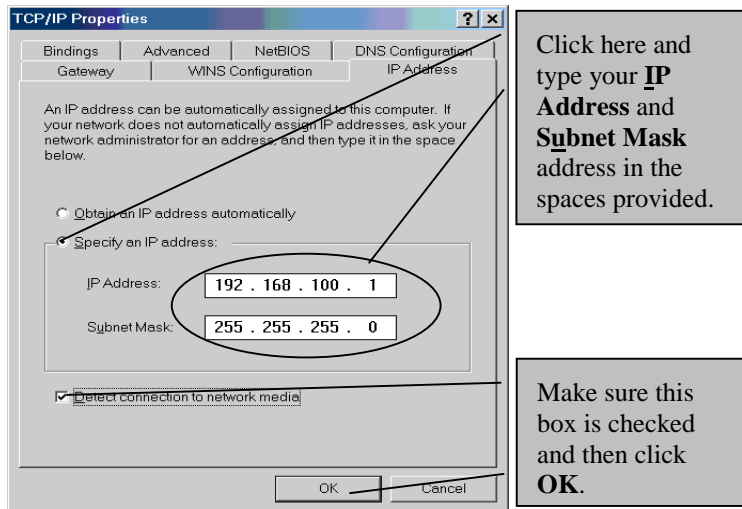 TCP/IP Properties
Bindings Advanced NetBIOS DNS Configuration
Gateway WINS Configuration IP Address
An IP address can be automatically assigned to this computer. If
your network does not automatically assign IP addresses, ask your
network administrator for an address, and then type it in the space
below.
Obtain an IP address automatically
Specify an IP address:
IP Address: 192 . 168 . 100 . 1
Subnet Mask: 255 . 255 . 255 . 0
Detect connection to network media
OK Cancel
Click here and
type your IP
Address and
Subnet Mask
address in the
spaces provided.
Make sure this
box is checked
and then click
OK.